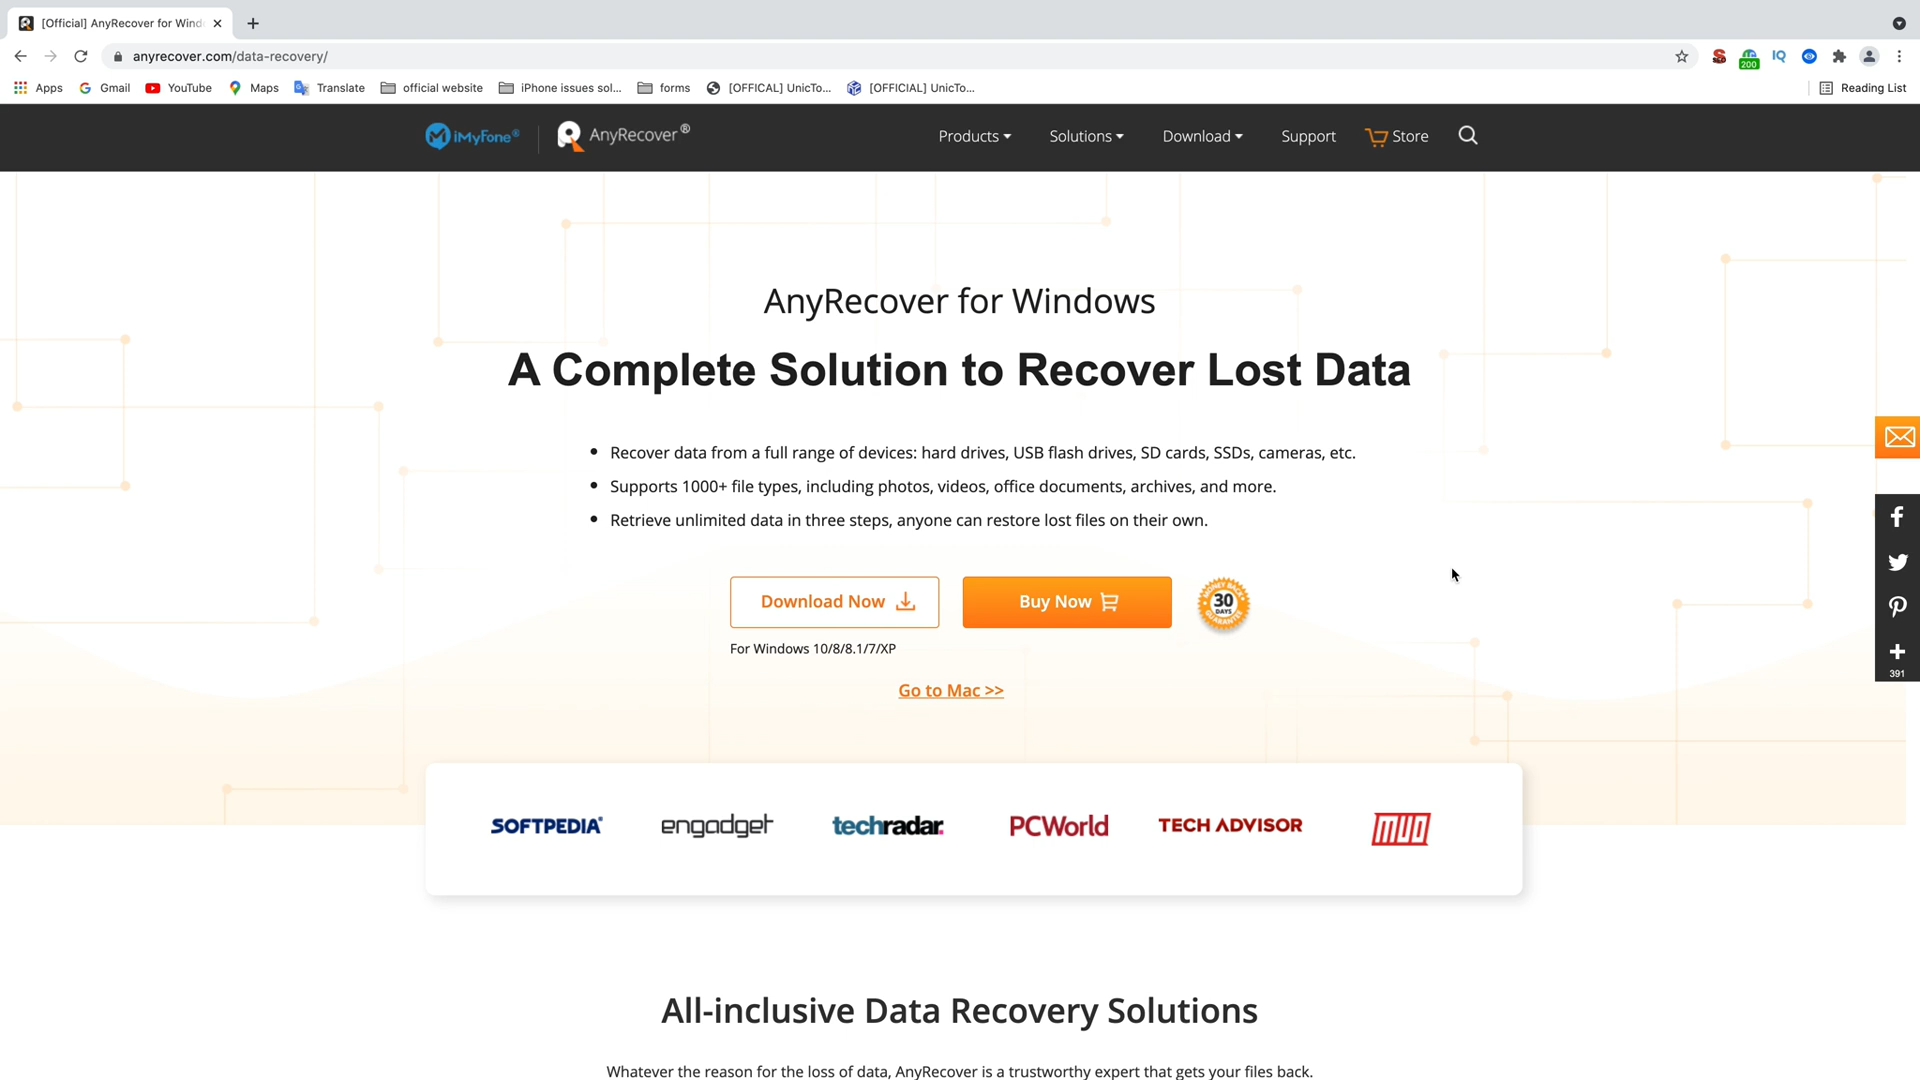 [Official] AnyRecover for Wind
anyrecover.com/data-recovery/
200
IQ
Apps
Gmail
YouTube
Maps
Translate
official website
iPhone issues sol...
forms
[OFFICAL] UnicTo...
[OFFICIAL] UnicTo...
Reading List
iMyFone®
AnyRecover®
Products
Solutions
Download
Support
Store
AnyRecover for Windows
A Complete Solution to Recover Lost Data
• Recover data from a full range of devices: hard drives, USB flash drives, SD cards, SSDs, cameras, etc.
• Supports 1000+ file types, including photos, videos, office documents, archives, and more.
• Retrieve unlimited data in three steps, anyone can restore lost files on their own.
Download Now
Buy Now
MONEY BACK
30
DAYS
GUARANTEE
For Windows 10/8/8.1/7/XP
Go to Mac >>
391
SOFTPEDIA®
engadget
techradar.
PCWorld
TECH ADVISOR
MUO
All-inclusive Data Recovery Solutions
Whatever the reason for the loss of data, AnyRecover is a trustworthy expert that gets your files back.